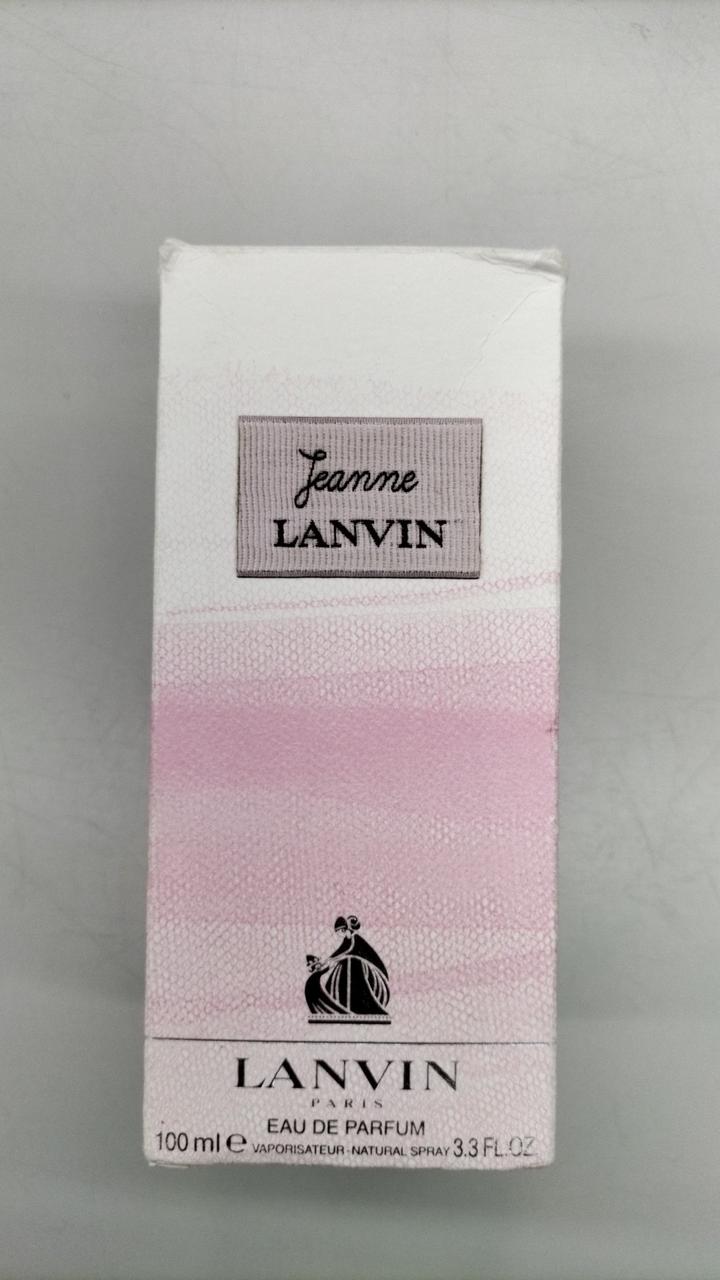 Jeanne
LANVIN
LANVIN
PARIS
EAU DE PARFUM
100 ml e VAPORISATEUR - NATURAL SPRAY 3.3 FL.OZ